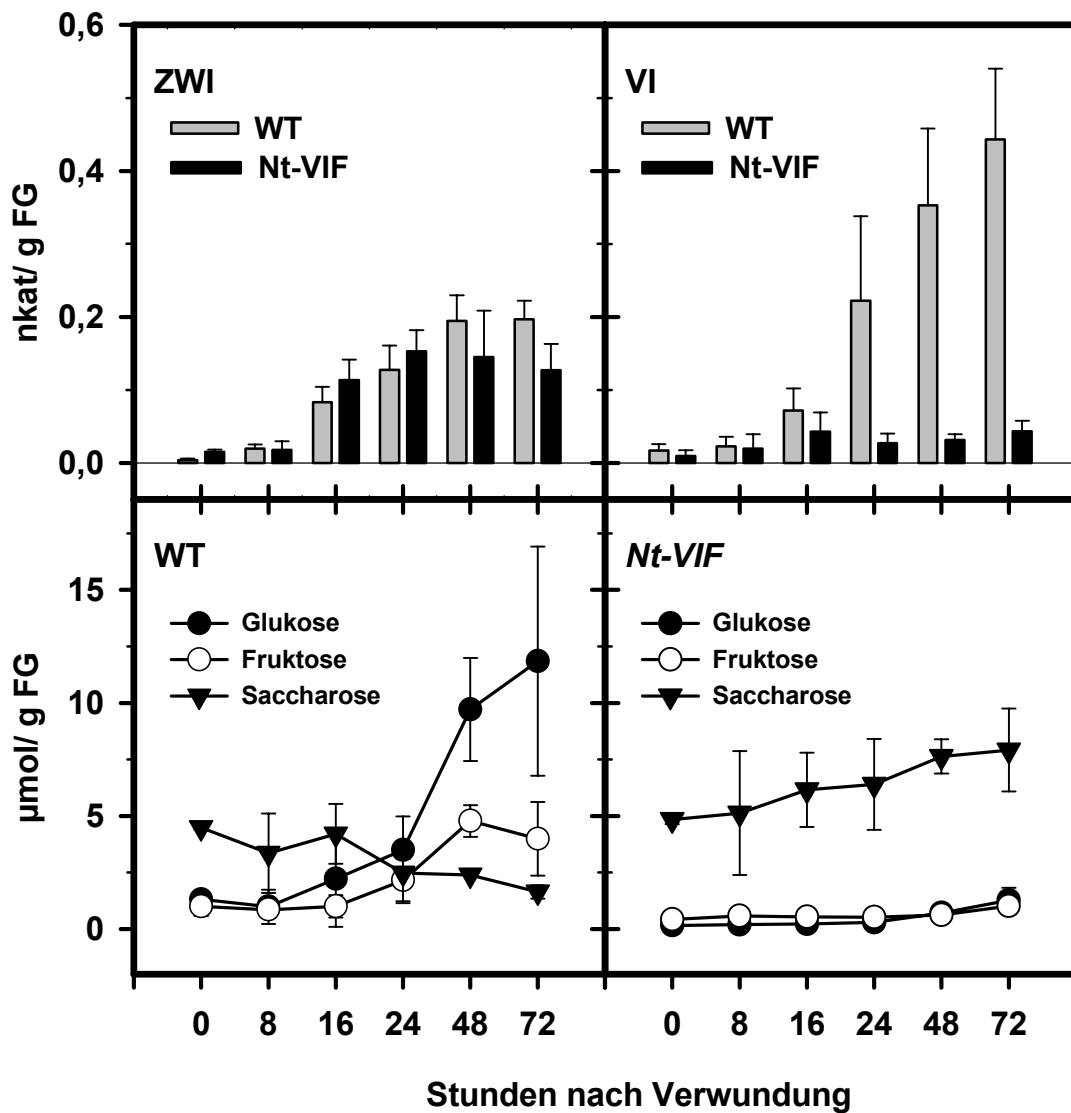 0,6
0,4
0,2
0,0
nkat/ g FG
ZWI
WT
Nt-VIF
VI
WT
Nt-VIF
15
10
5
0
µmol/ g FG
WT
Glukose
Fruktose
Saccharose
Nt-VIF
Glukose
Fruktose
Saccharose
0 8 16 24 48 72
0 8 16 24 48 72
Stunden nach Verwundung